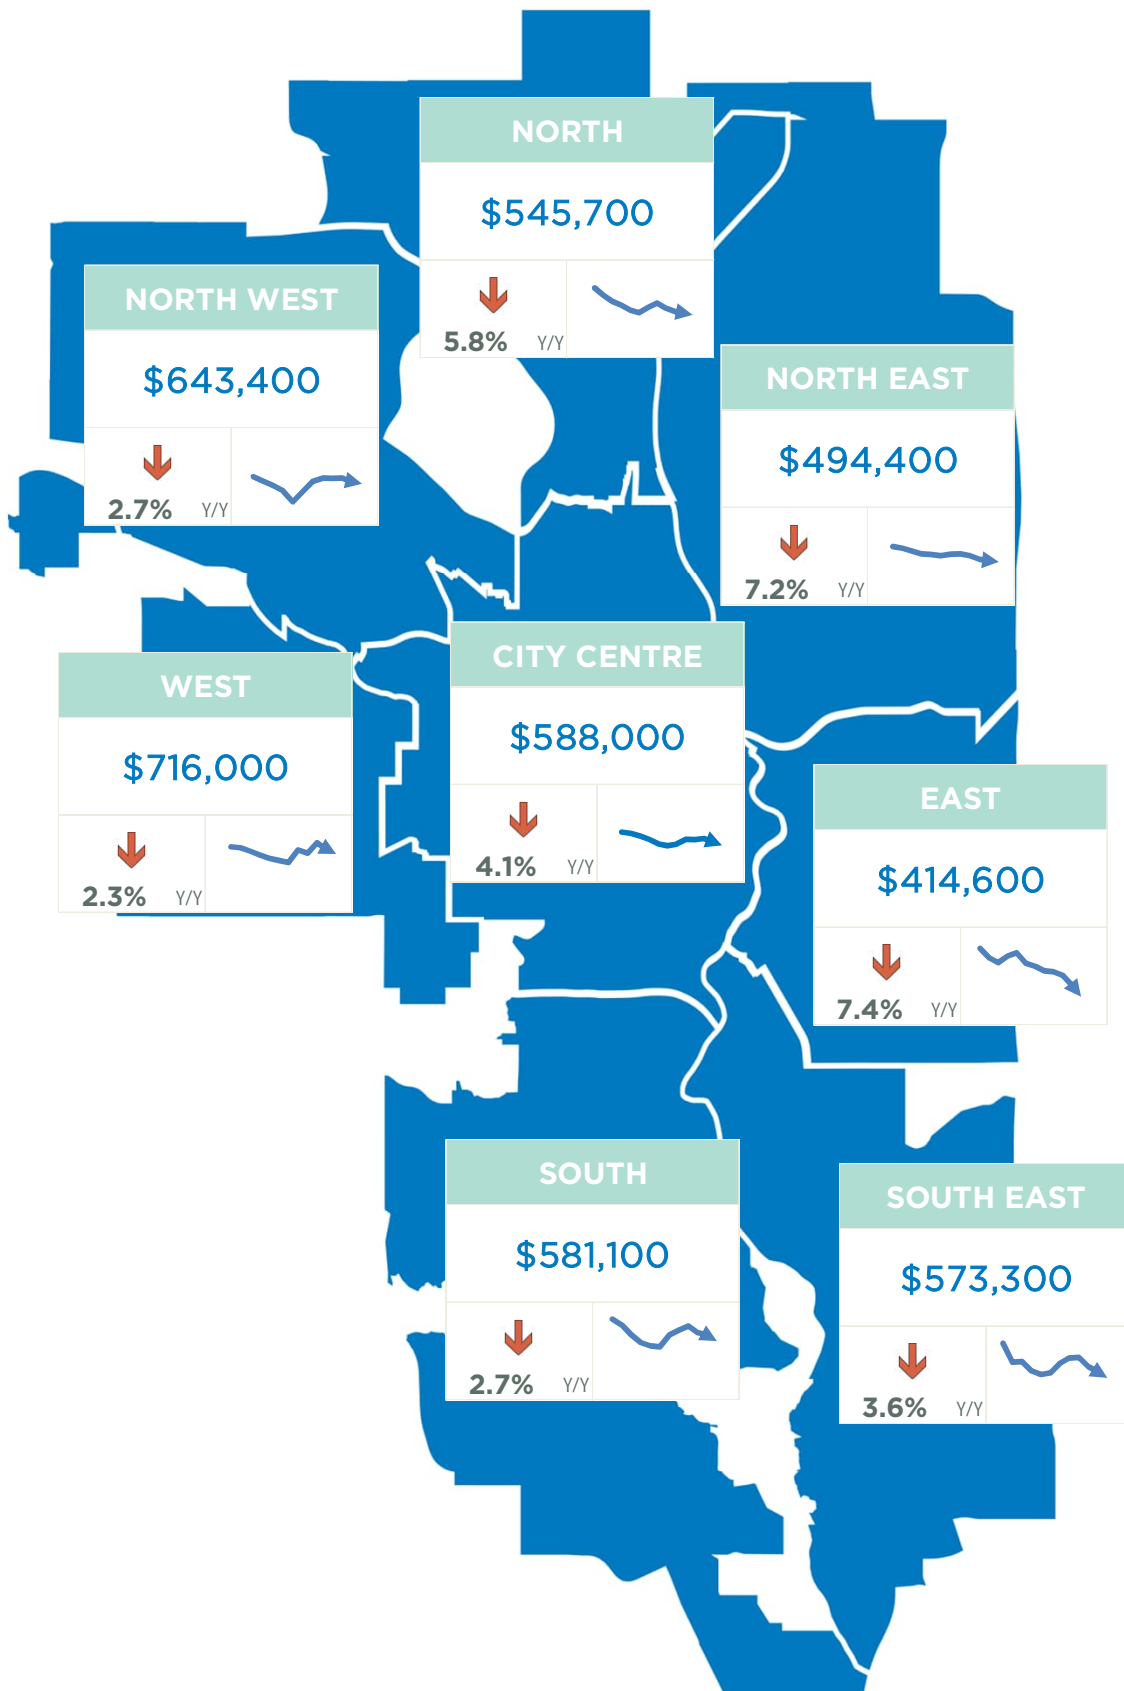 NORTH
$545,700
5.8% Y/Y
NORTH WEST
$643,400
2.7% Y/Y
NORTH EAST
$494,400
7.2% Y/Y
CITY CENTRE
$588,000
4.1% Y/Y
WEST
$716,000
2.3% Y/Y
EAST
$414,600
7.4% Y/Y
SOUTH
$581,100
2.7% Y/Y
SOUTH EAST
$573,300
3.6% Y/Y